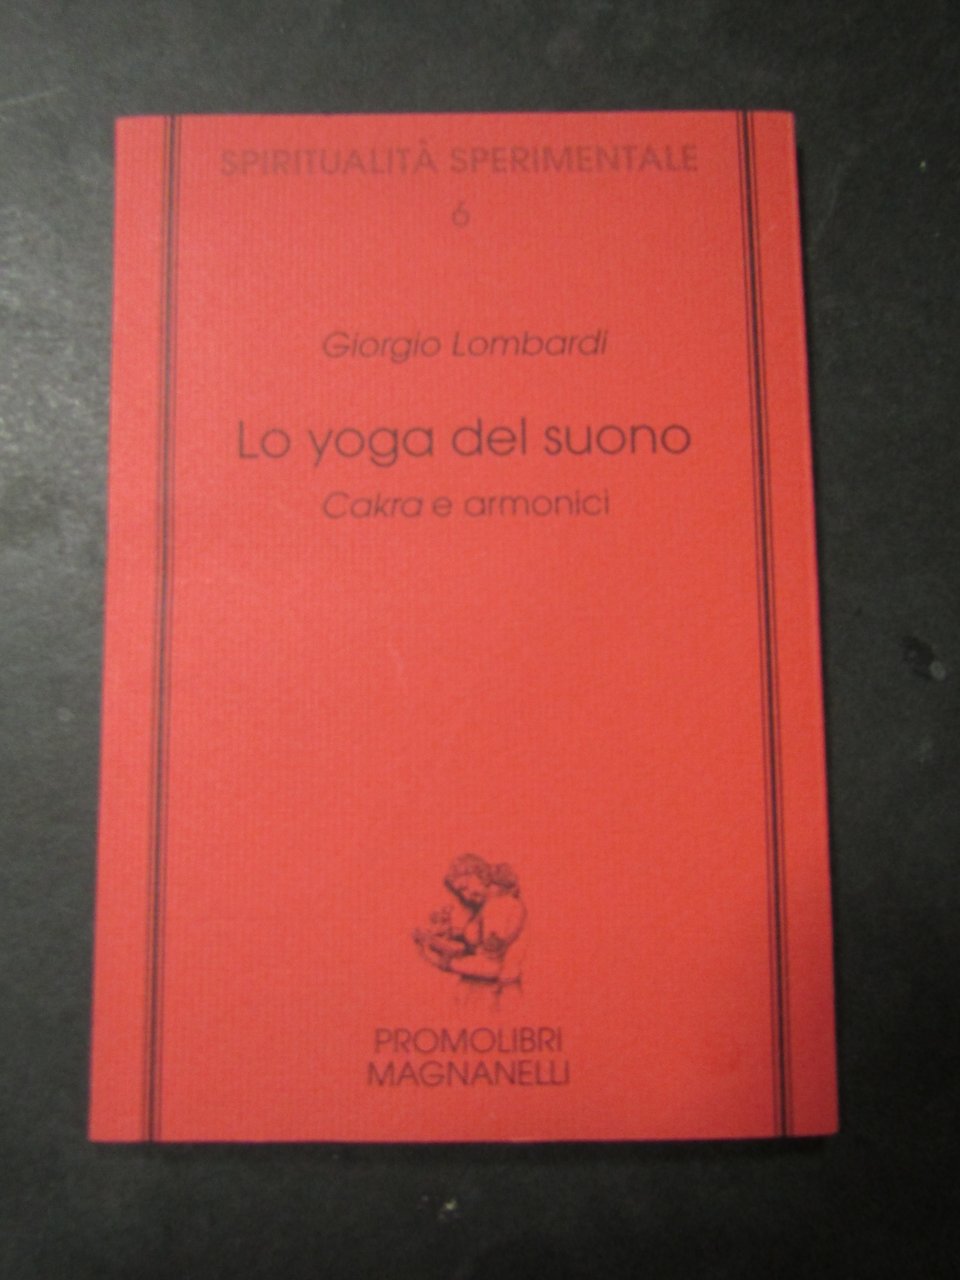 SPIRITUALITÀ SPERIMENTALE
6
Giorgio Lombardi
Lo yoga del suono
Cakra e armonici
PROMOLIBRI
MAGNANELLI